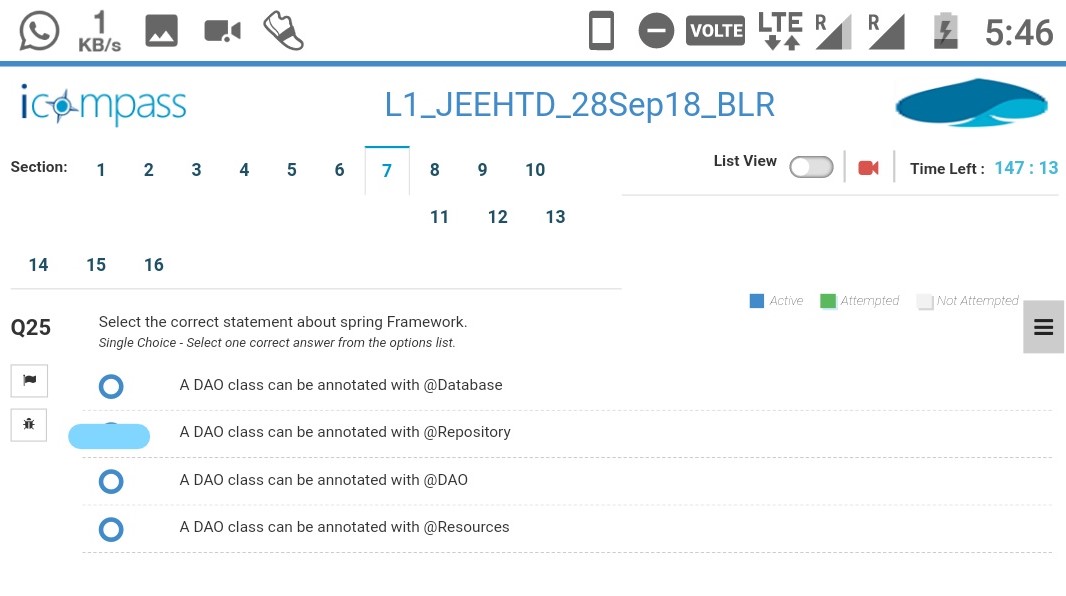 1
KB/s
VOLTE
LTE
R
R
5:46
icompass
L1_JEEHTD_28Sep18_BLR
Section:
1 2 3 4 5 6 7 8 9 10
List View
Time Left : 147 : 13
11 12 13
14 15 16
Active Attempted Not Attempted
Q25
Select the correct statement about spring Framework.
Single Choice - Select one correct answer from the options list.
A DAO class can be annotated with @Database
A DAO class can be annotated with @Repository
A DAO class can be annotated with @DAO
A DAO class can be annotated with @Resources